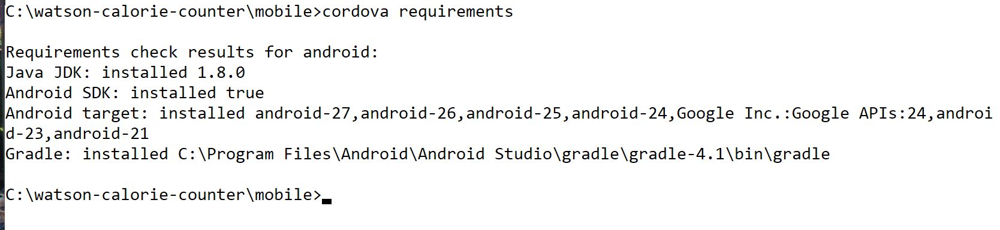 C:\watson-calorie-counter\mobile>cordova requirements
Requirements check results for android:
Java JDK: installed 1.8.0
Android SDK: installed true
Android target: installed android-27,android-26,android-25,android-24,Google Inc.:Google APIs:24,androi
d-23,android-21
Gradle: installed C:\Program Files\Android\Android Studio\gradle\gradle-4.1\bin\gradle
C:\watson-calorie-counter\mobile>